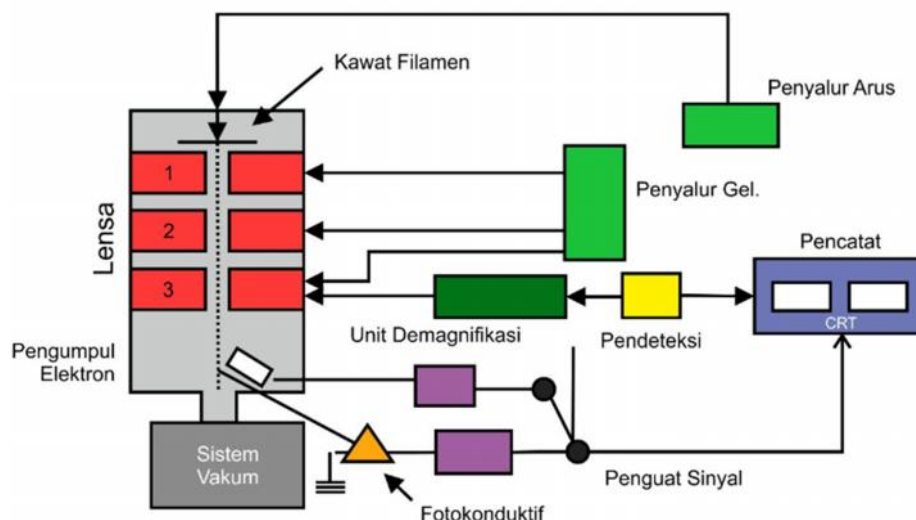 Kawat Filamen
Penyalur Arus
1
Penyalur Gel.
Lensa
2
Pencatat
3
CRT
Unit Demagnifikasi
Pendeteksi
Pengumpul
Elektron
Sistem
Vakum
Penguat Sinyal
Fotokonduktif